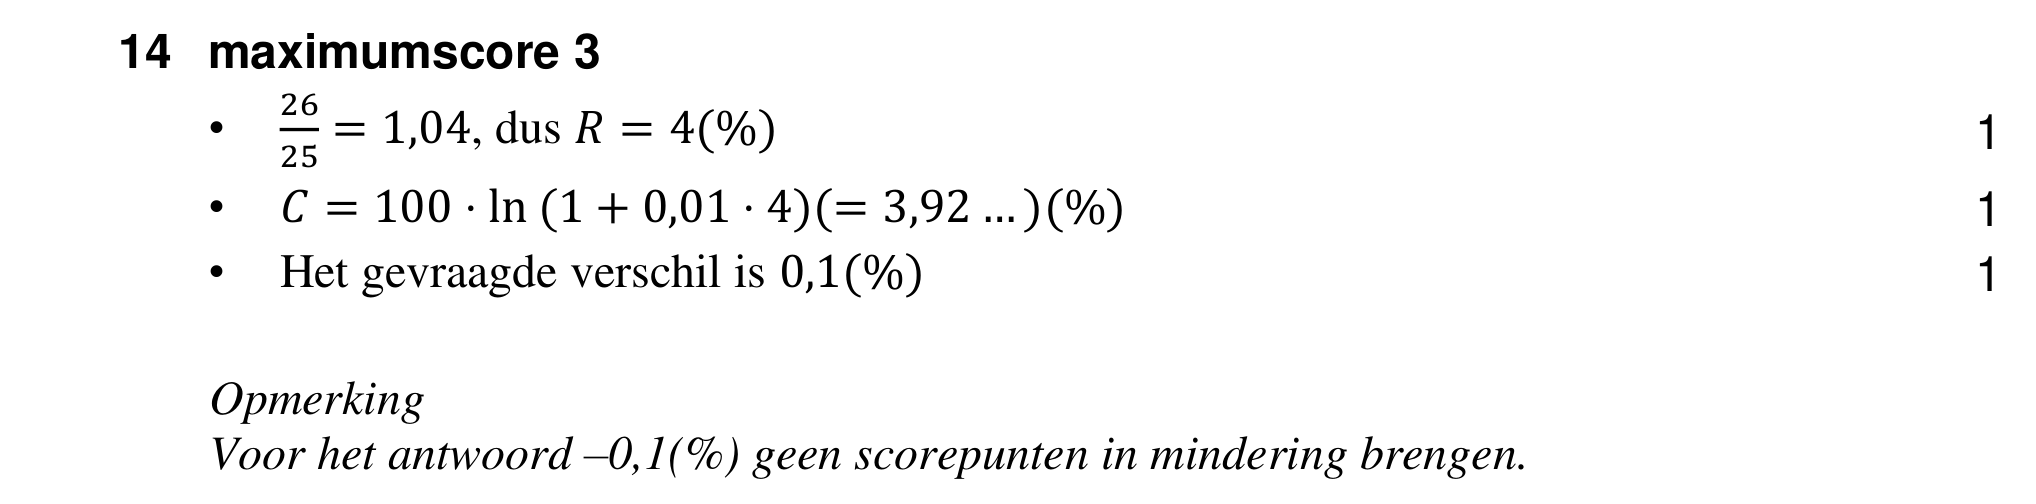 14 maximumscore 3
• 26/25 = 1,04, dus R = 4(%) 1
• C = 100 · ln (1 + 0,01 · 4)(= 3,92 …)(%) 1
• Het gevraagde verschil is 0,1(%) 1
Opmerking
Voor het antwoord –0,1(%) geen scorepunten in mindering brengen.